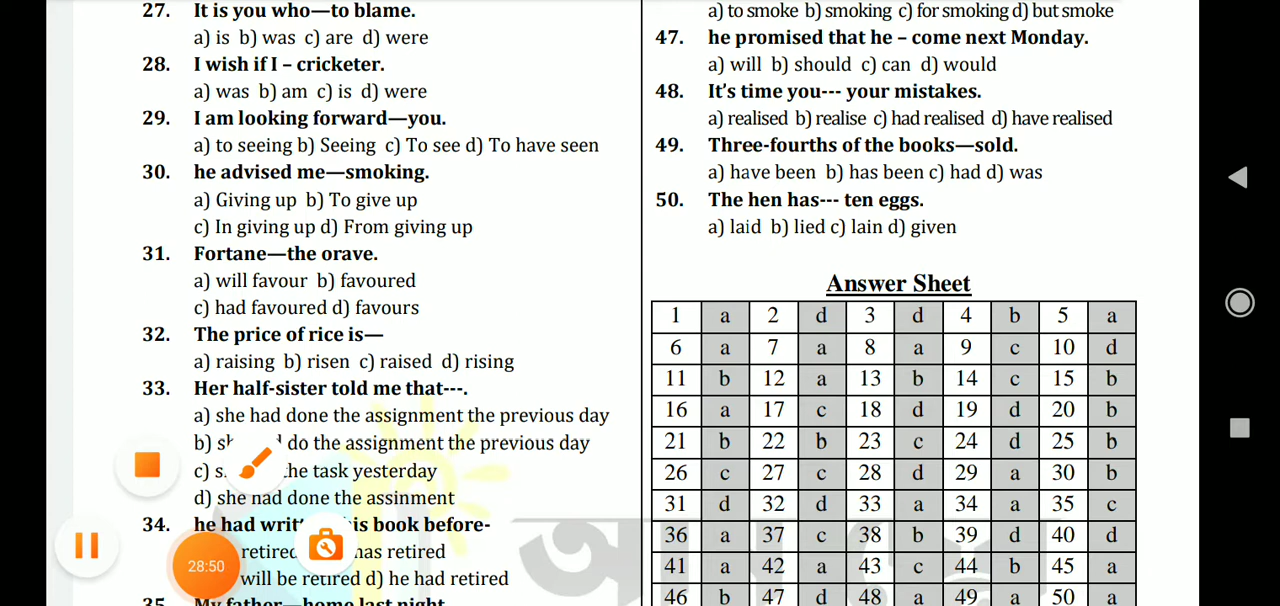 27. It is you who—to blame.
a) is b) was c) are d) were
28. I wish if I – cricketer.
a) was b) am c) is d) were
29. I am looking forward—you.
a) to seeing b) Seeing c) To see d) To have seen
30. he advised me—smoking.
a) Giving up b) To give up
c) In giving up d) From giving up
31. Fortane—the orave.
a) will favour b) favoured
c) had favoured d) favours
32. The price of rice is—
a) raising b) risen c) raised d) rising
33. Her half-sister told me that---.
a) she had done the assignment the previous day
b) do the assignment the previous day
c) the task yesterday
d) she had done the assinment
34. he had book before-
retired has retired
will be retired d) he had retired
35. My father—home last night.
28:50
a) to smoke b) smoking c) for smoking d) but smoke
47. he promised that he – come next Monday.
a) will b) should c) can d) would
48. It's time you--- your mistakes.
a) realised b) realise c) had realised d) have realised
49. Three-fourths of the books—sold.
a) have been b) has been c) had d) was
50. The hen has--- ten eggs.
a) laid b) lied c) lain d) given
Answer Sheet
1 a 2 d 3 d 4 b 5 a
6 a 7 a 8 a 9 c 10 d
11 b 12 a 13 b 14 c 15 b
16 a 17 c 18 d 19 d 20 b
21 b 22 b 23 c 24 d 25 b
26 c 27 c 28 d 29 a 30 b
31 d 32 d 33 a 34 a 35 c
36 a 37 c 38 b 39 d 40 d
41 a 42 a 43 c 44 b 45 a
46 b 47 d 48 a 49 a 50 a